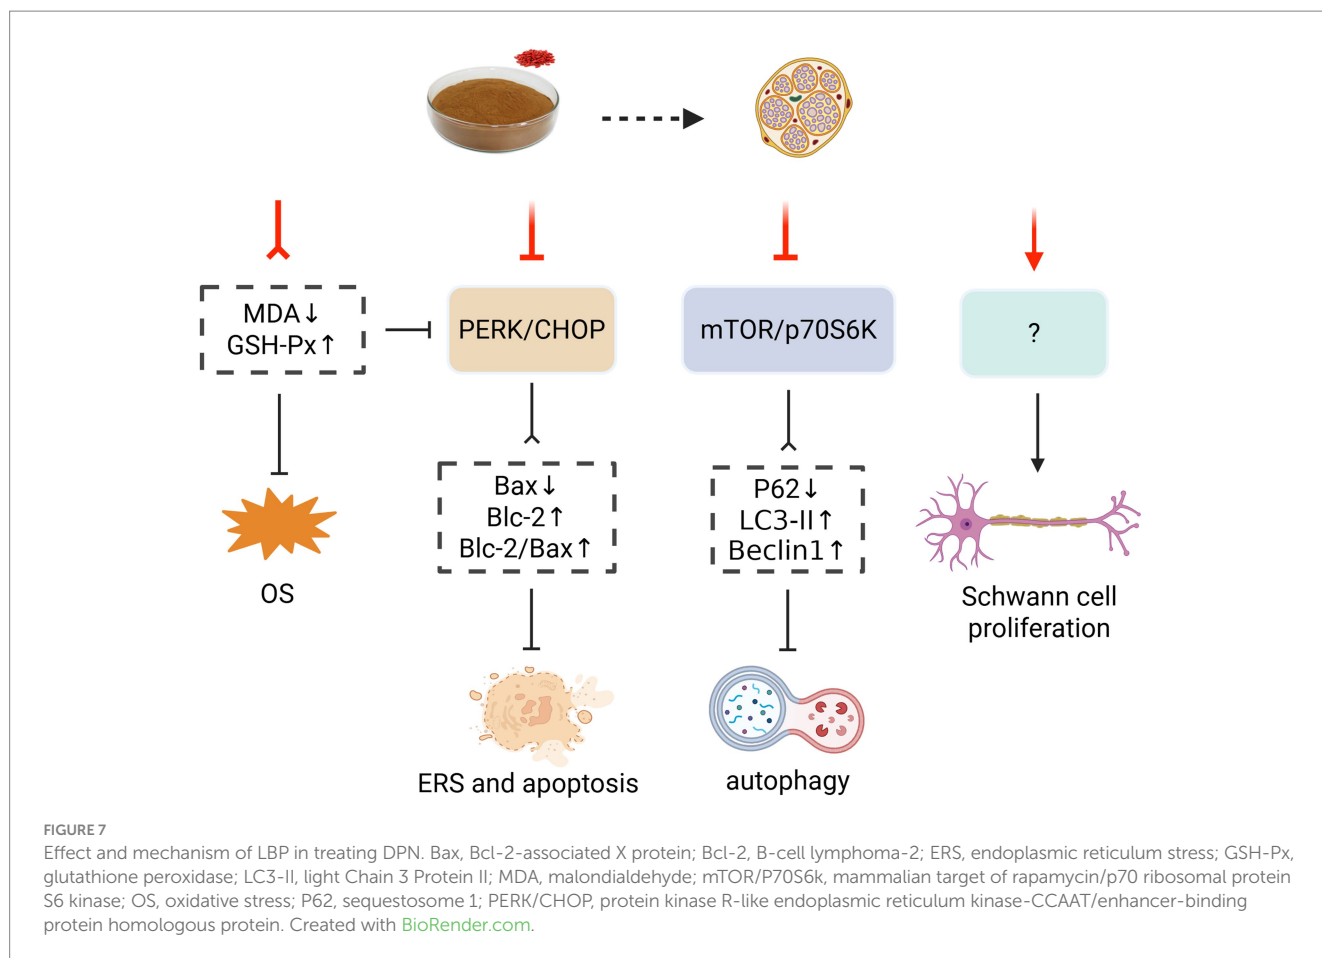 MDA↓
GSH-Px↑
PERK/CHOP
mTOR/p70S6K
?
Bax↓
Blc-2↑
Blc-2/Bax↑
P62↓
LC3-II↑
Beclin1↑
OS
Schwann cell
proliferation
ERS and apoptosis
autophagy
FIGURE 7
Effect and mechanism of LBP in treating DPN. Bax, Bcl-2-associated X protein; Bcl-2, B-cell lymphoma-2; ERS, endoplasmic reticulum stress; GSH-Px,
glutathione peroxidase; LC3-II, light Chain 3 Protein II; MDA, malondialdehyde; mTOR/P70S6k, mammalian target of rapamycin/p70 ribosomal protein
S6 kinase; OS, oxidative stress; P62, sequestosome 1; PERK/CHOP, protein kinase R-like endoplasmic reticulum kinase-CCAAT/enhancer-binding
protein homologous protein. Created with BioRender.com.